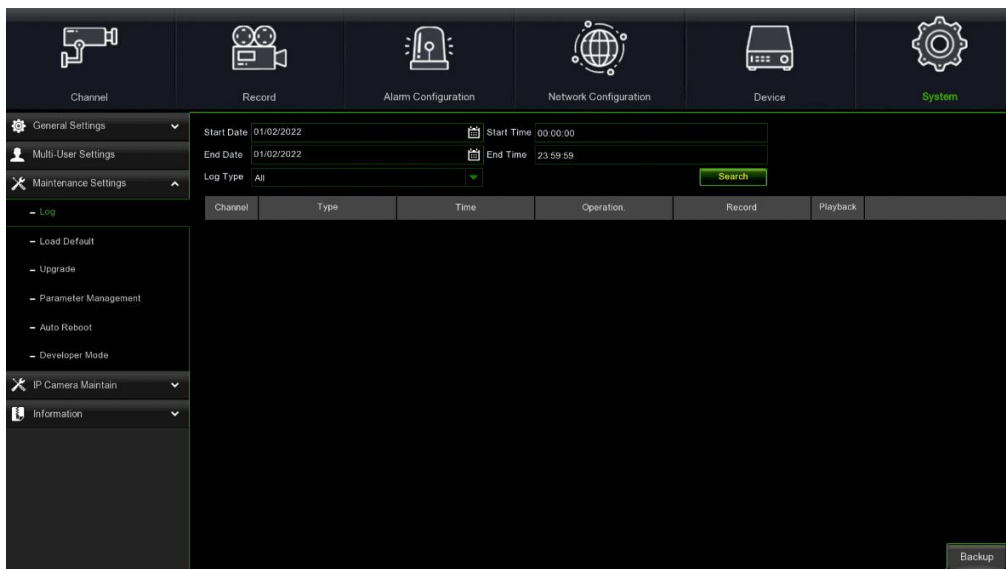 Channel Record Alarm Configuration Network Configuration Device System
General Settings
Multi-User Settings
Maintenance Settings
– Log
– Load Default
– Upgrade
– Parameter Management
– Auto Reboot
– Developer Mode
IP Camera Maintain
Information
Start Date 01/02/2022 Start Time 00:00:00
End Date 01/02/2022 End Time 23:59:59
Log Type All Search
Channel Type Time Operation. Record Playback
Backup